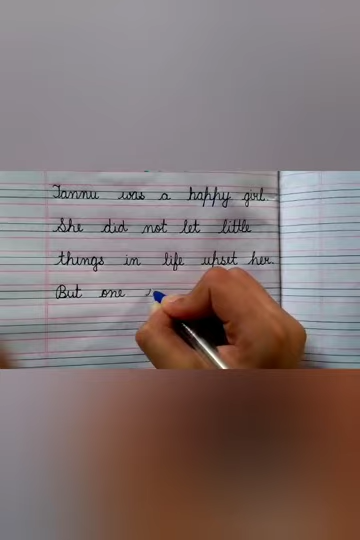 Tannu was a happy girl.
She did not let little
things in life upset her.
But one